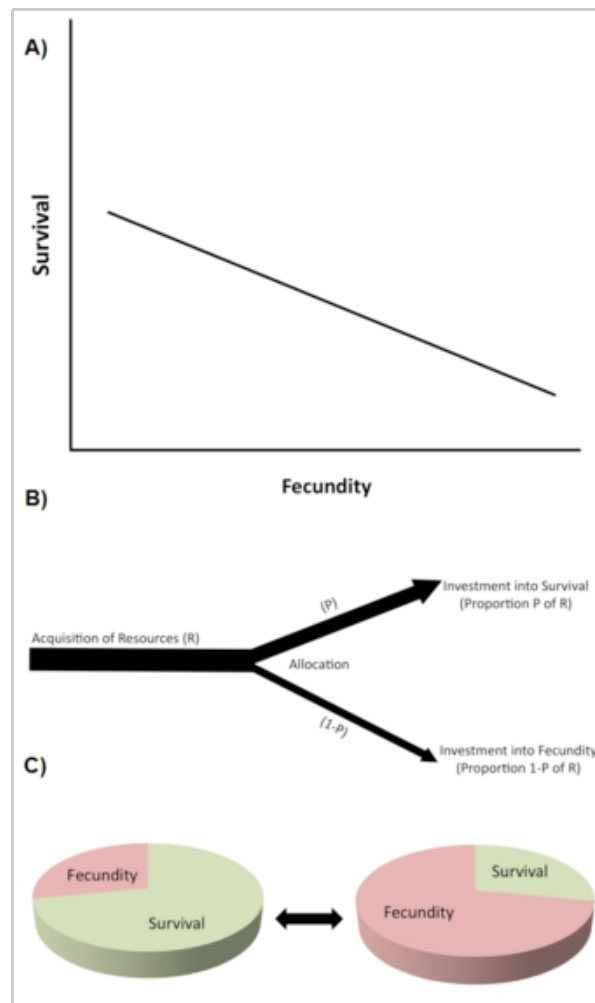 A)
Survival
Fecundity
B)
(P)
Investment into Survival
(Proportion P of R)
Acquisition of Resources (R)
Allocation
(1-P)
Investment into Fecundity
(Proportion 1-P of R)
C)
Fecundity
Survival
Survival
Fecundity